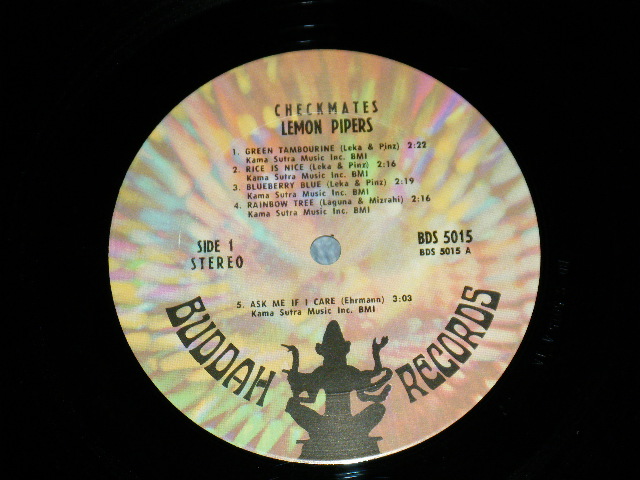 CHECKMATES
LEMON PIPERS
1. GREEN TAMBOURINE (Leka & Pinz) 2:22
Kama Sutra Music Inc. BMI
2. RICE IS NICE (Leka & Pinz) 2:16
Kama Sutra Music Inc. BMI
3. BLUEBERRY BLUE (Leka & Pinz) 2:19
Kama Sutra Music Inc. BMI
4. RAINBOW TREE (Laguna & Mizrahi) 2:16
Kama Sutra Music Inc. BMI
SIDE 1
STEREO
BDS 5015
BDS 5015 A
5. ASK ME IF I CARE (Ehrmann) 3:03
Kama Sutra Music Inc. BMI
BUDDAH RECORDS